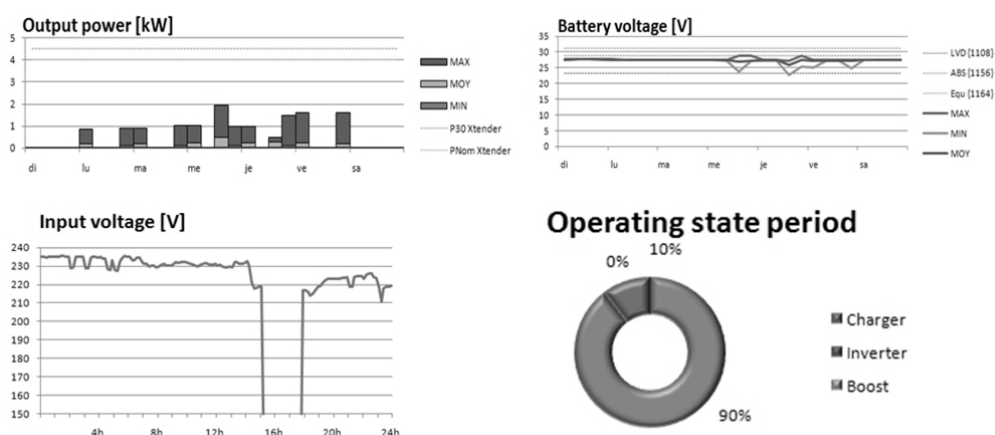 Output power [kW]
5
4
3
2
1
0
di lu ma me je ve sa
MAX
MOY
MIN
P30 Xtender
PNom Xtender
Battery voltage [V]
35
30
25
20
15
10
5
0
di lu ma me je ve sa
LVD (1108)
ABS (1156)
Equ (1164)
MAX
MIN
MOY
Input voltage [V]
240
230
220
210
200
190
180
170
160
150
4h 8h 12h 16h 20h 24h
Operating state period
0% 10%
90%
Charger
Inverter
Boost